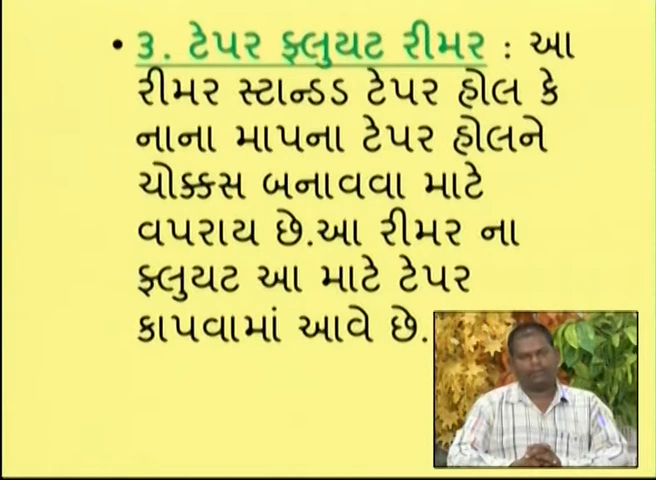 • ૩. ટેપર ફ્લુયટ રીમર : આ
રીમર સ્ટાન્ડડ ટેપર હોલ કે
નાના માપના ટેપર હોલને
ચોક્કસ બનાવવા માટે
વપરાય છે.આ રીમર ના
ફ્લુયટ આ માટે ટેપર
કાપવામાં આવે છે.